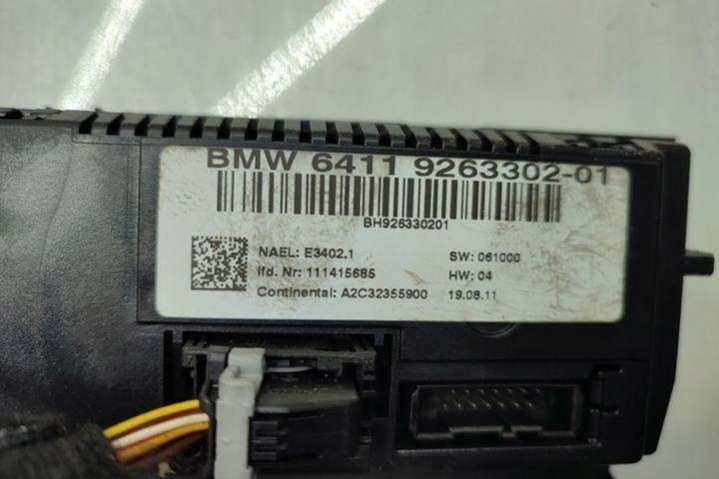 BMW 6411 9263302-01
BH926330201
NAEL: E3402.1 SW: 061000
lfd. Nr: 111415685 HW: 04
Continental: A2C32355900 19.08.11